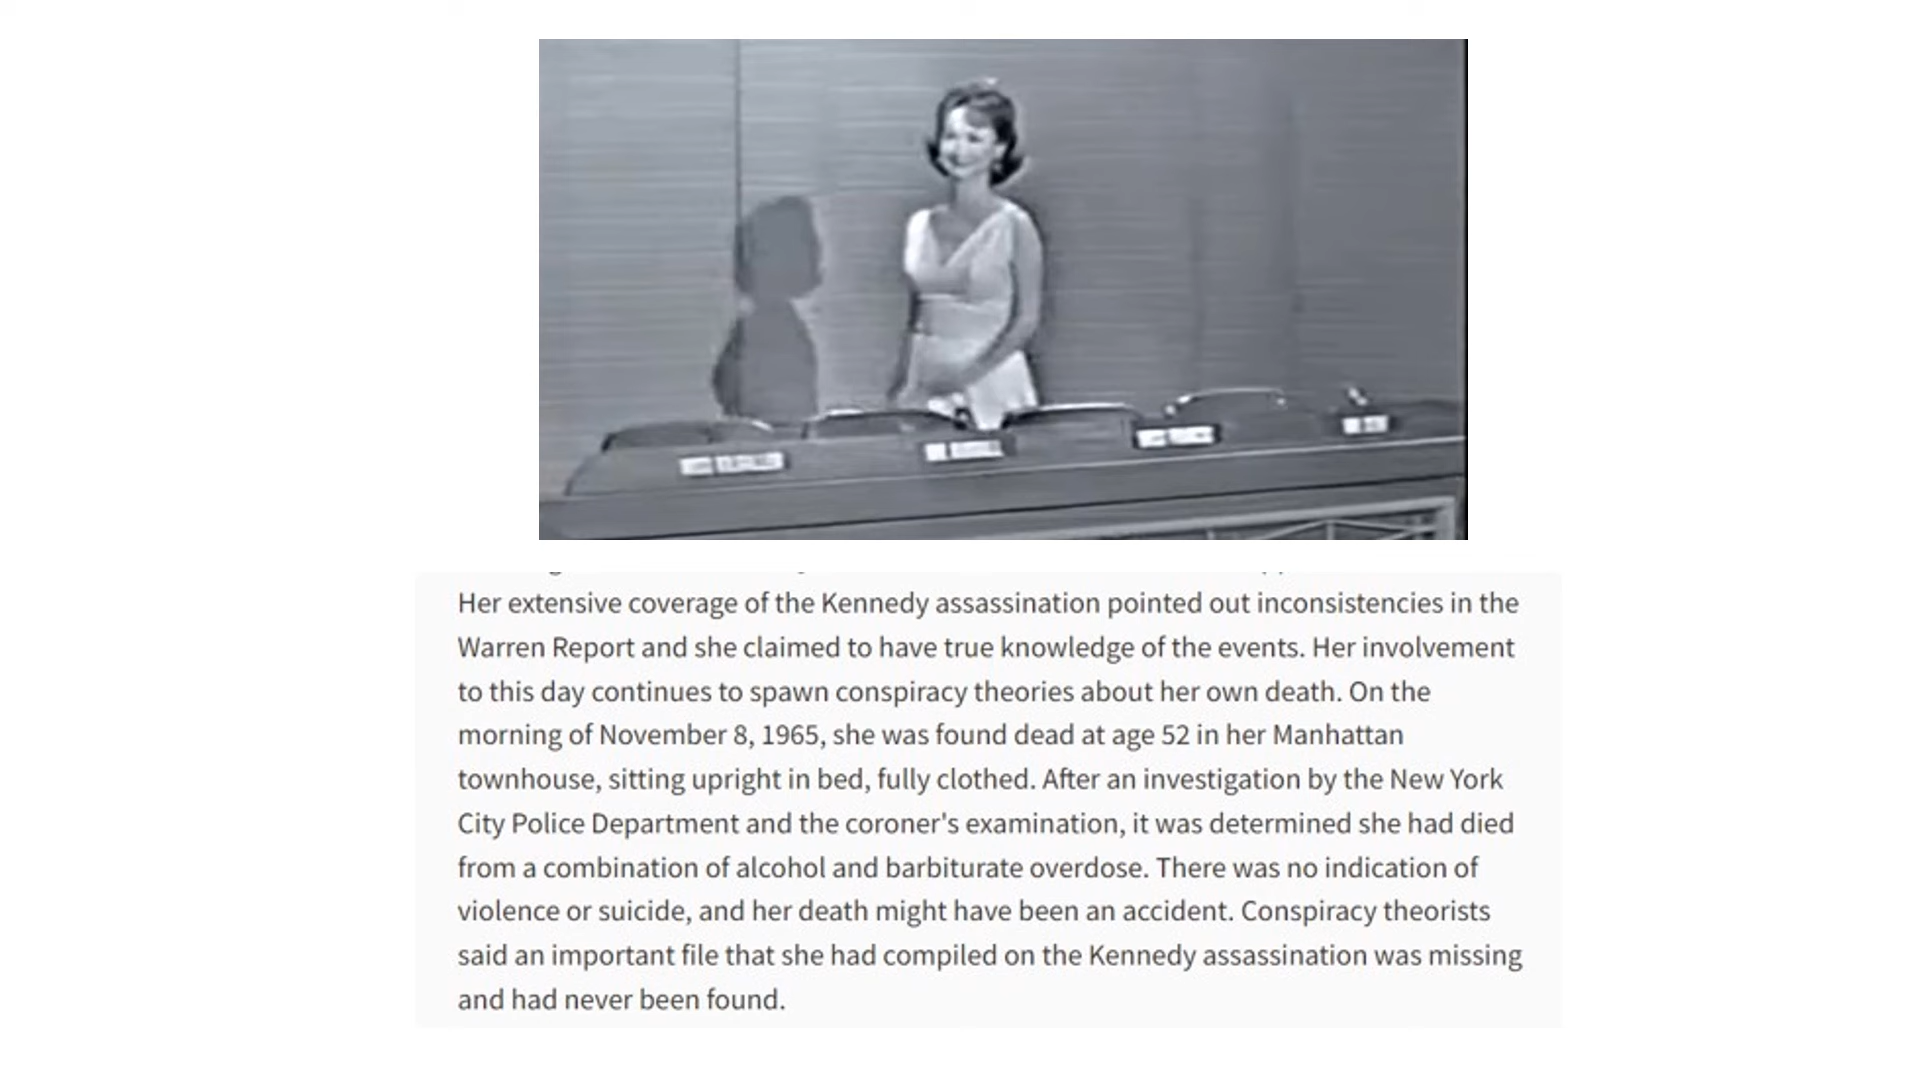 Her extensive coverage of the Kennedy assassination pointed out inconsistencies in the
Warren Report and she claimed to have true knowledge of the events. Her involvement
to this day continues to spawn conspiracy theories about her own death. On the
morning of November 8, 1965, she was found dead at age 52 in her Manhattan
townhouse, sitting upright in bed, fully clothed. After an investigation by the New York
City Police Department and the coroner's examination, it was determined she had died
from a combination of alcohol and barbiturate overdose. There was no indication of
violence or suicide, and her death might have been an accident. Conspiracy theorists
said an important file that she had compiled on the Kennedy assassination was missing
and had never been found.